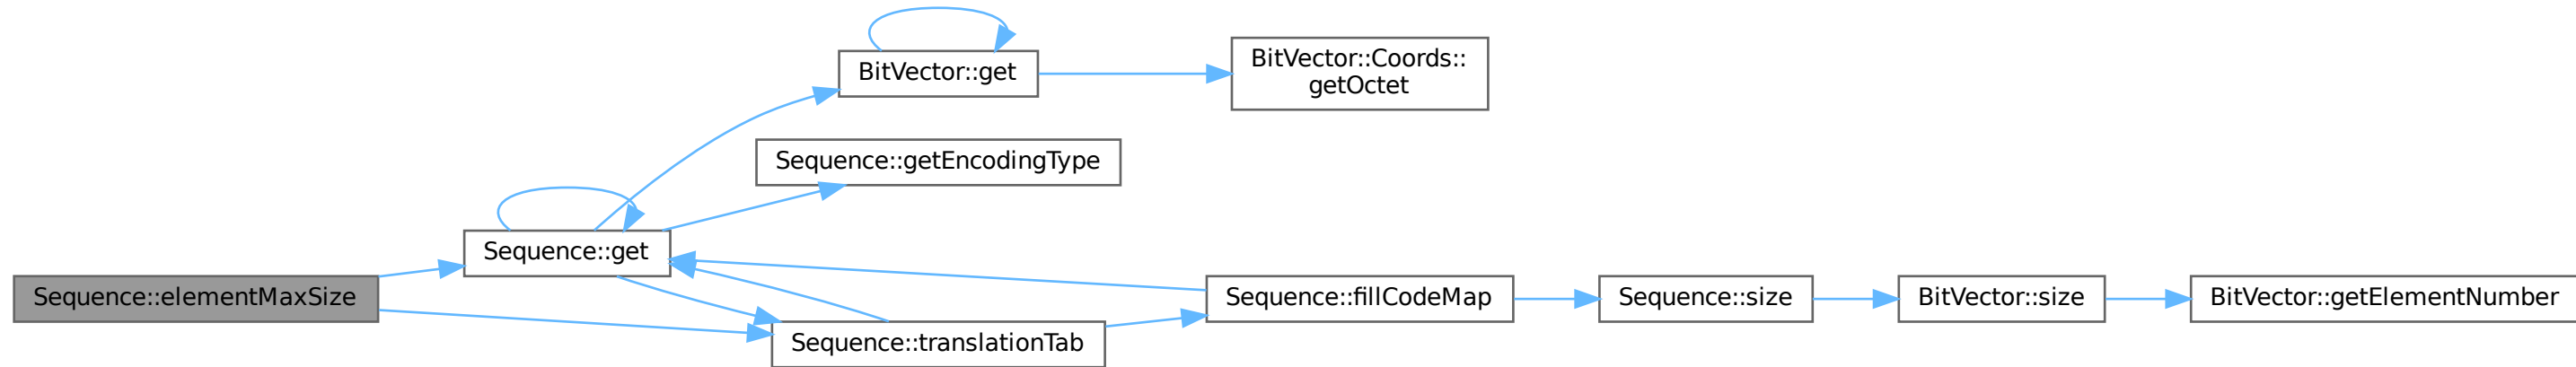 BitVector::get
BitVector::Coords::
getOctet
Sequence::getEncodingType
Sequence::get
Sequence::elementMaxSize
Sequence::fillCodeMap
Sequence::size
BitVector::size
BitVector::getElementNumber
Sequence::translationTab